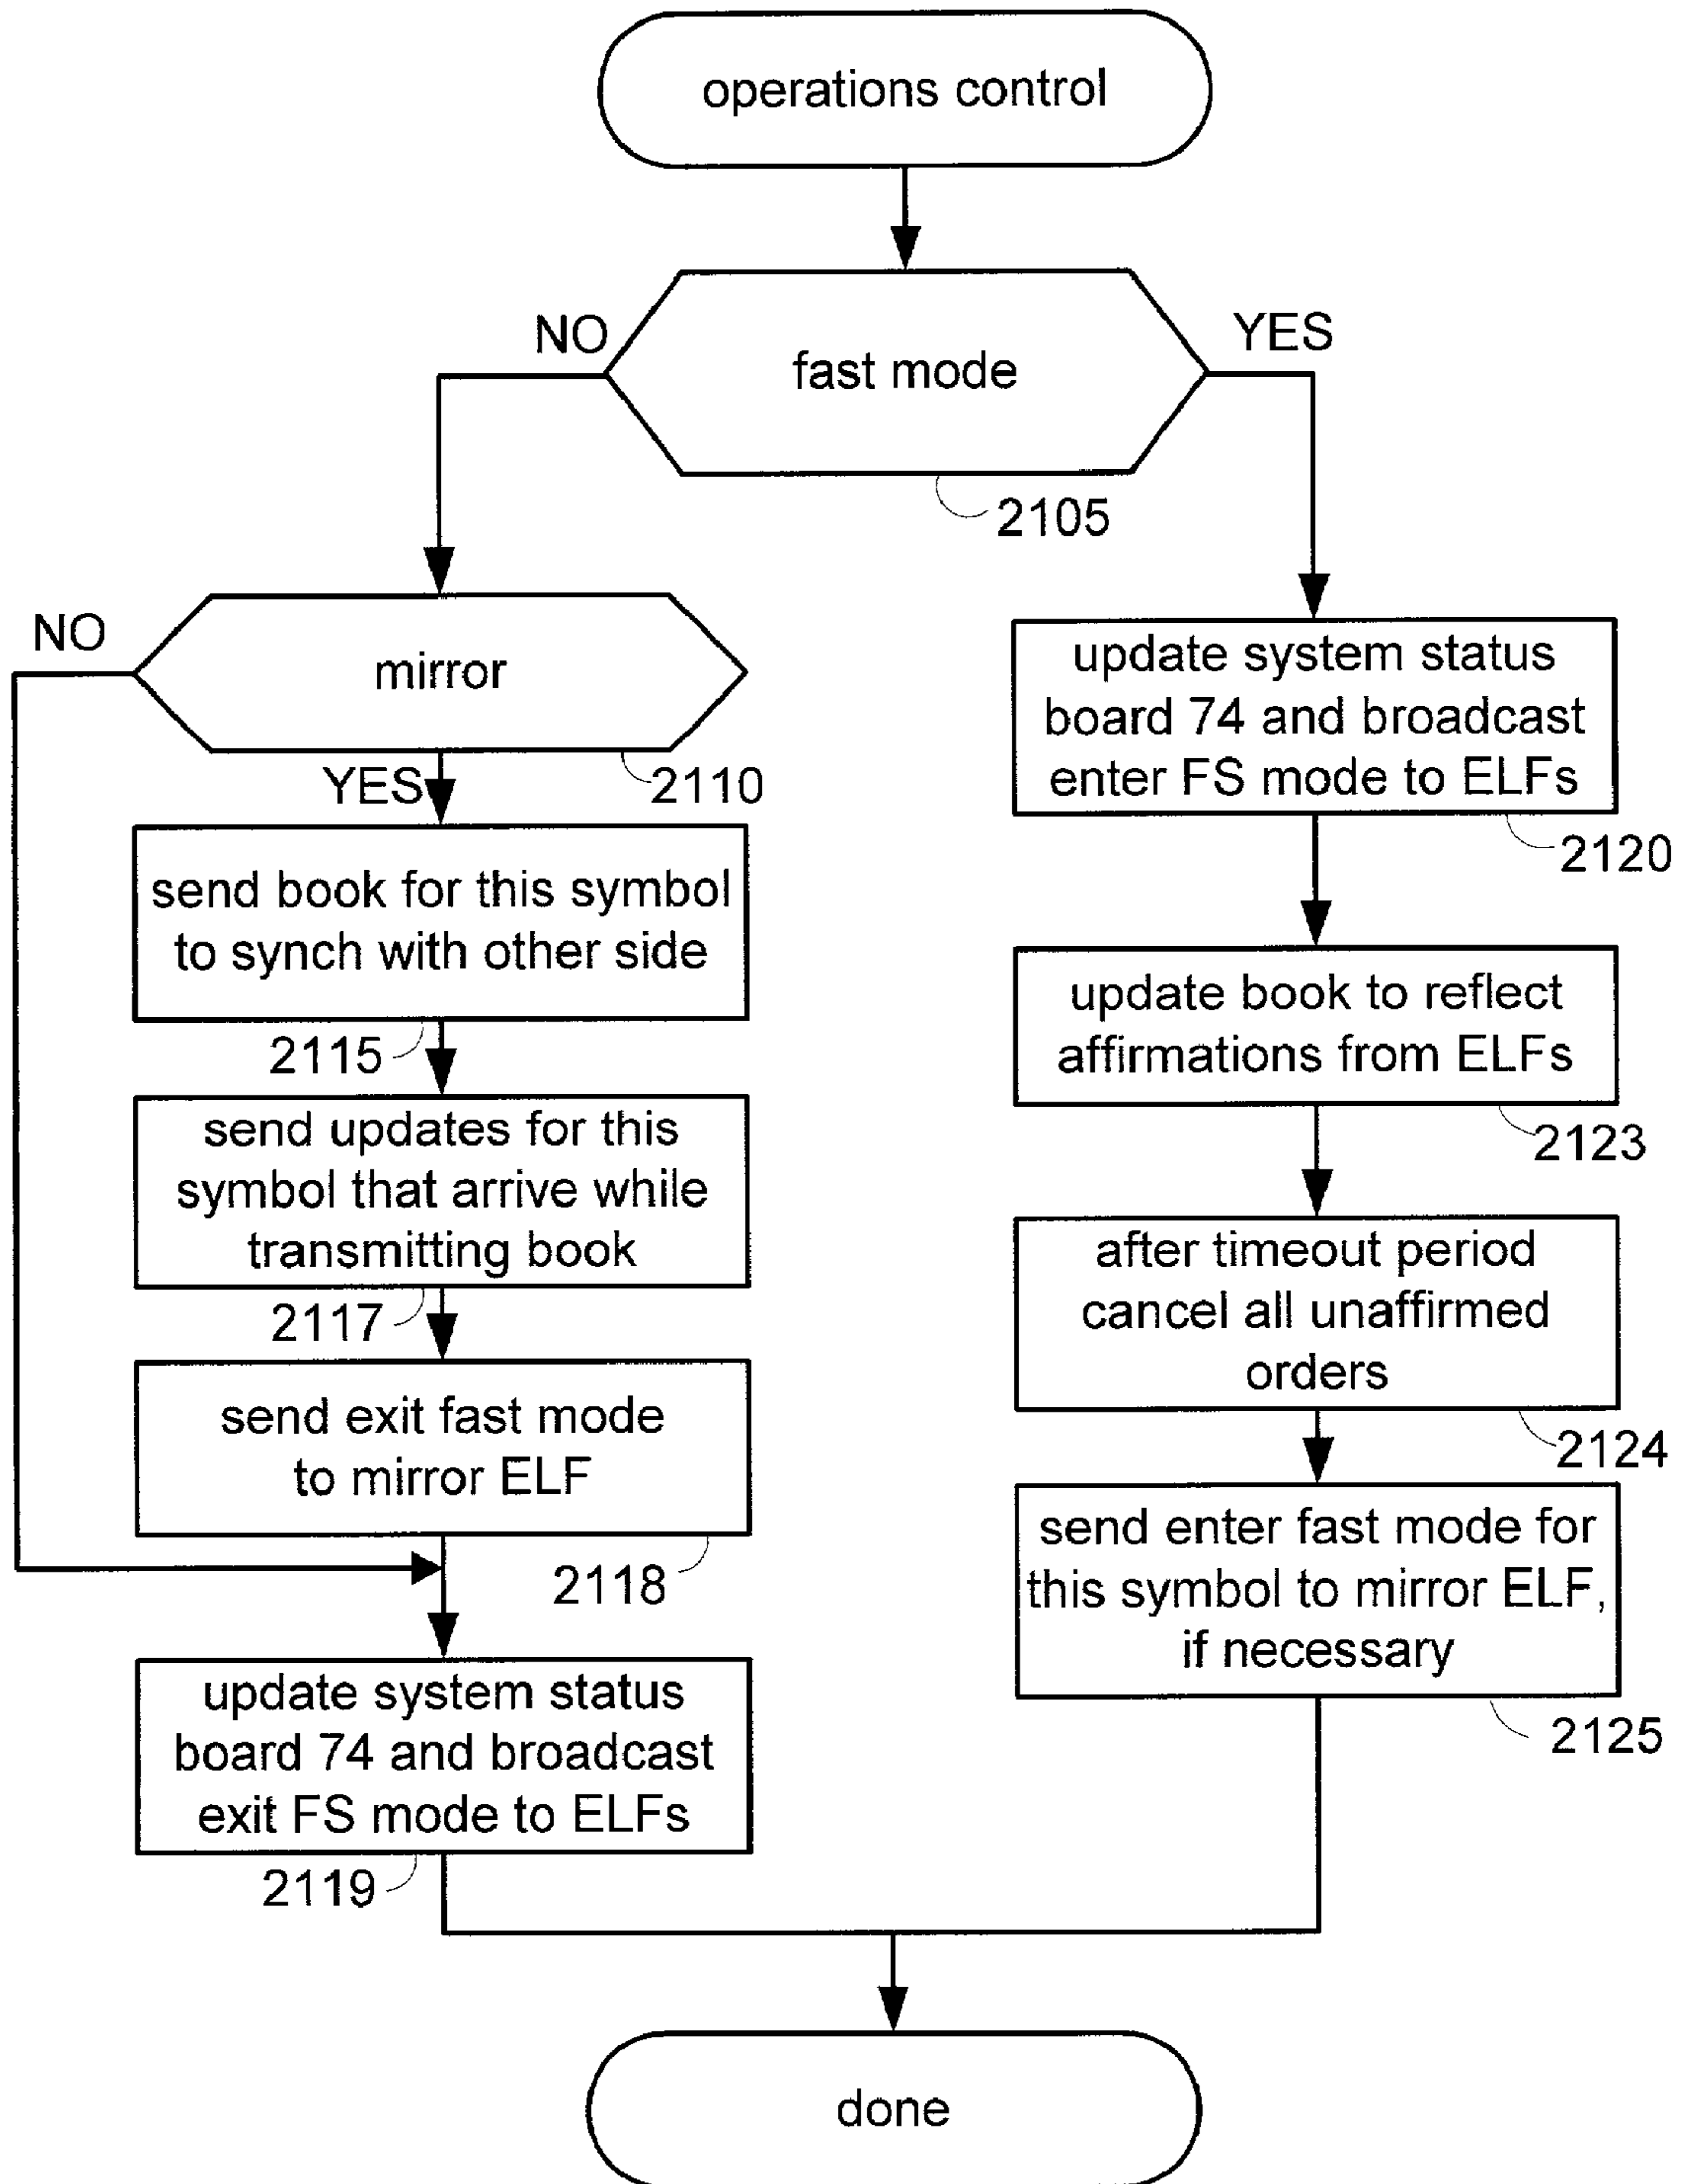 operations control
NO
YES
fast mode
2105
NO
mirror
YES
2110
send book for this symbol
to synch with other side
2115
send updates for this
symbol that arrive while
transmitting book
2117
send exit fast mode
to mirror ELF
2118
update system status
board 74 and broadcast
exit FS mode to ELFs
2119
update system status
board 74 and broadcast
enter FS mode to ELFs
2120
update book to reflect
affirmations from ELFs
2123
after timeout period
cancel all unaffirmed
orders
2124
send enter fast mode for
this symbol to mirror ELF,
if necessary
2125
done